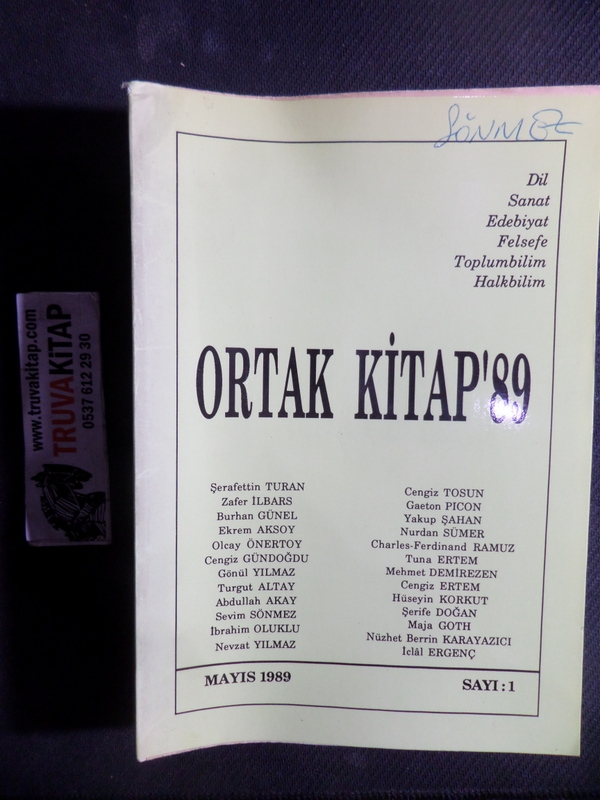 SÖNMEZ
Dil
Sanat
Edebiyat
Felsefe
Toplumbilim
Halkbilim
ORTAK KİTAP'89
Şerafettin TURAN
Zafer İLBARS
Burhan GÜNEL
Ekrem AKSOY
Olcay ÖNERTOY
Cengiz GÜNDOĞDU
Gönül YILMAZ
Turgut ALTAY
Abdullah AKAY
Sevim SÖNMEZ
İbrahim OLUKLU
Nevzat YILMAZ
Cengiz TOSUN
Gaeton PICON
Yakup ŞAHAN
Nurdan SÜMER
Charles-Ferdinand RAMUZ
Tuna ERTEM
Mehmet DEMİREZEN
Cengiz ERTEM
Hüseyin KORKUT
Şerife DOĞAN
Maja GOTH
Nüzhet Berrin KARAYAZICI
İclâl ERGENÇ
MAYIS 1989
SAYI : 1
www.truvakitap.com
TRUVAKİTAP
0537 612 29 30